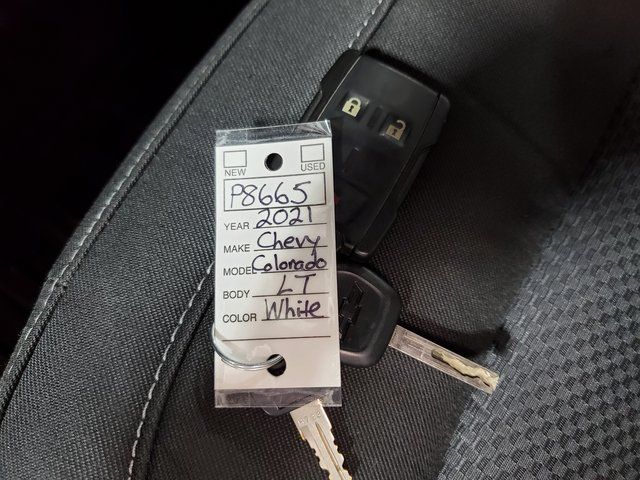 NEW USED
P8665
YEAR 2021
MAKE Chevy
MODEL Colorado
BODY LT
COLOR White